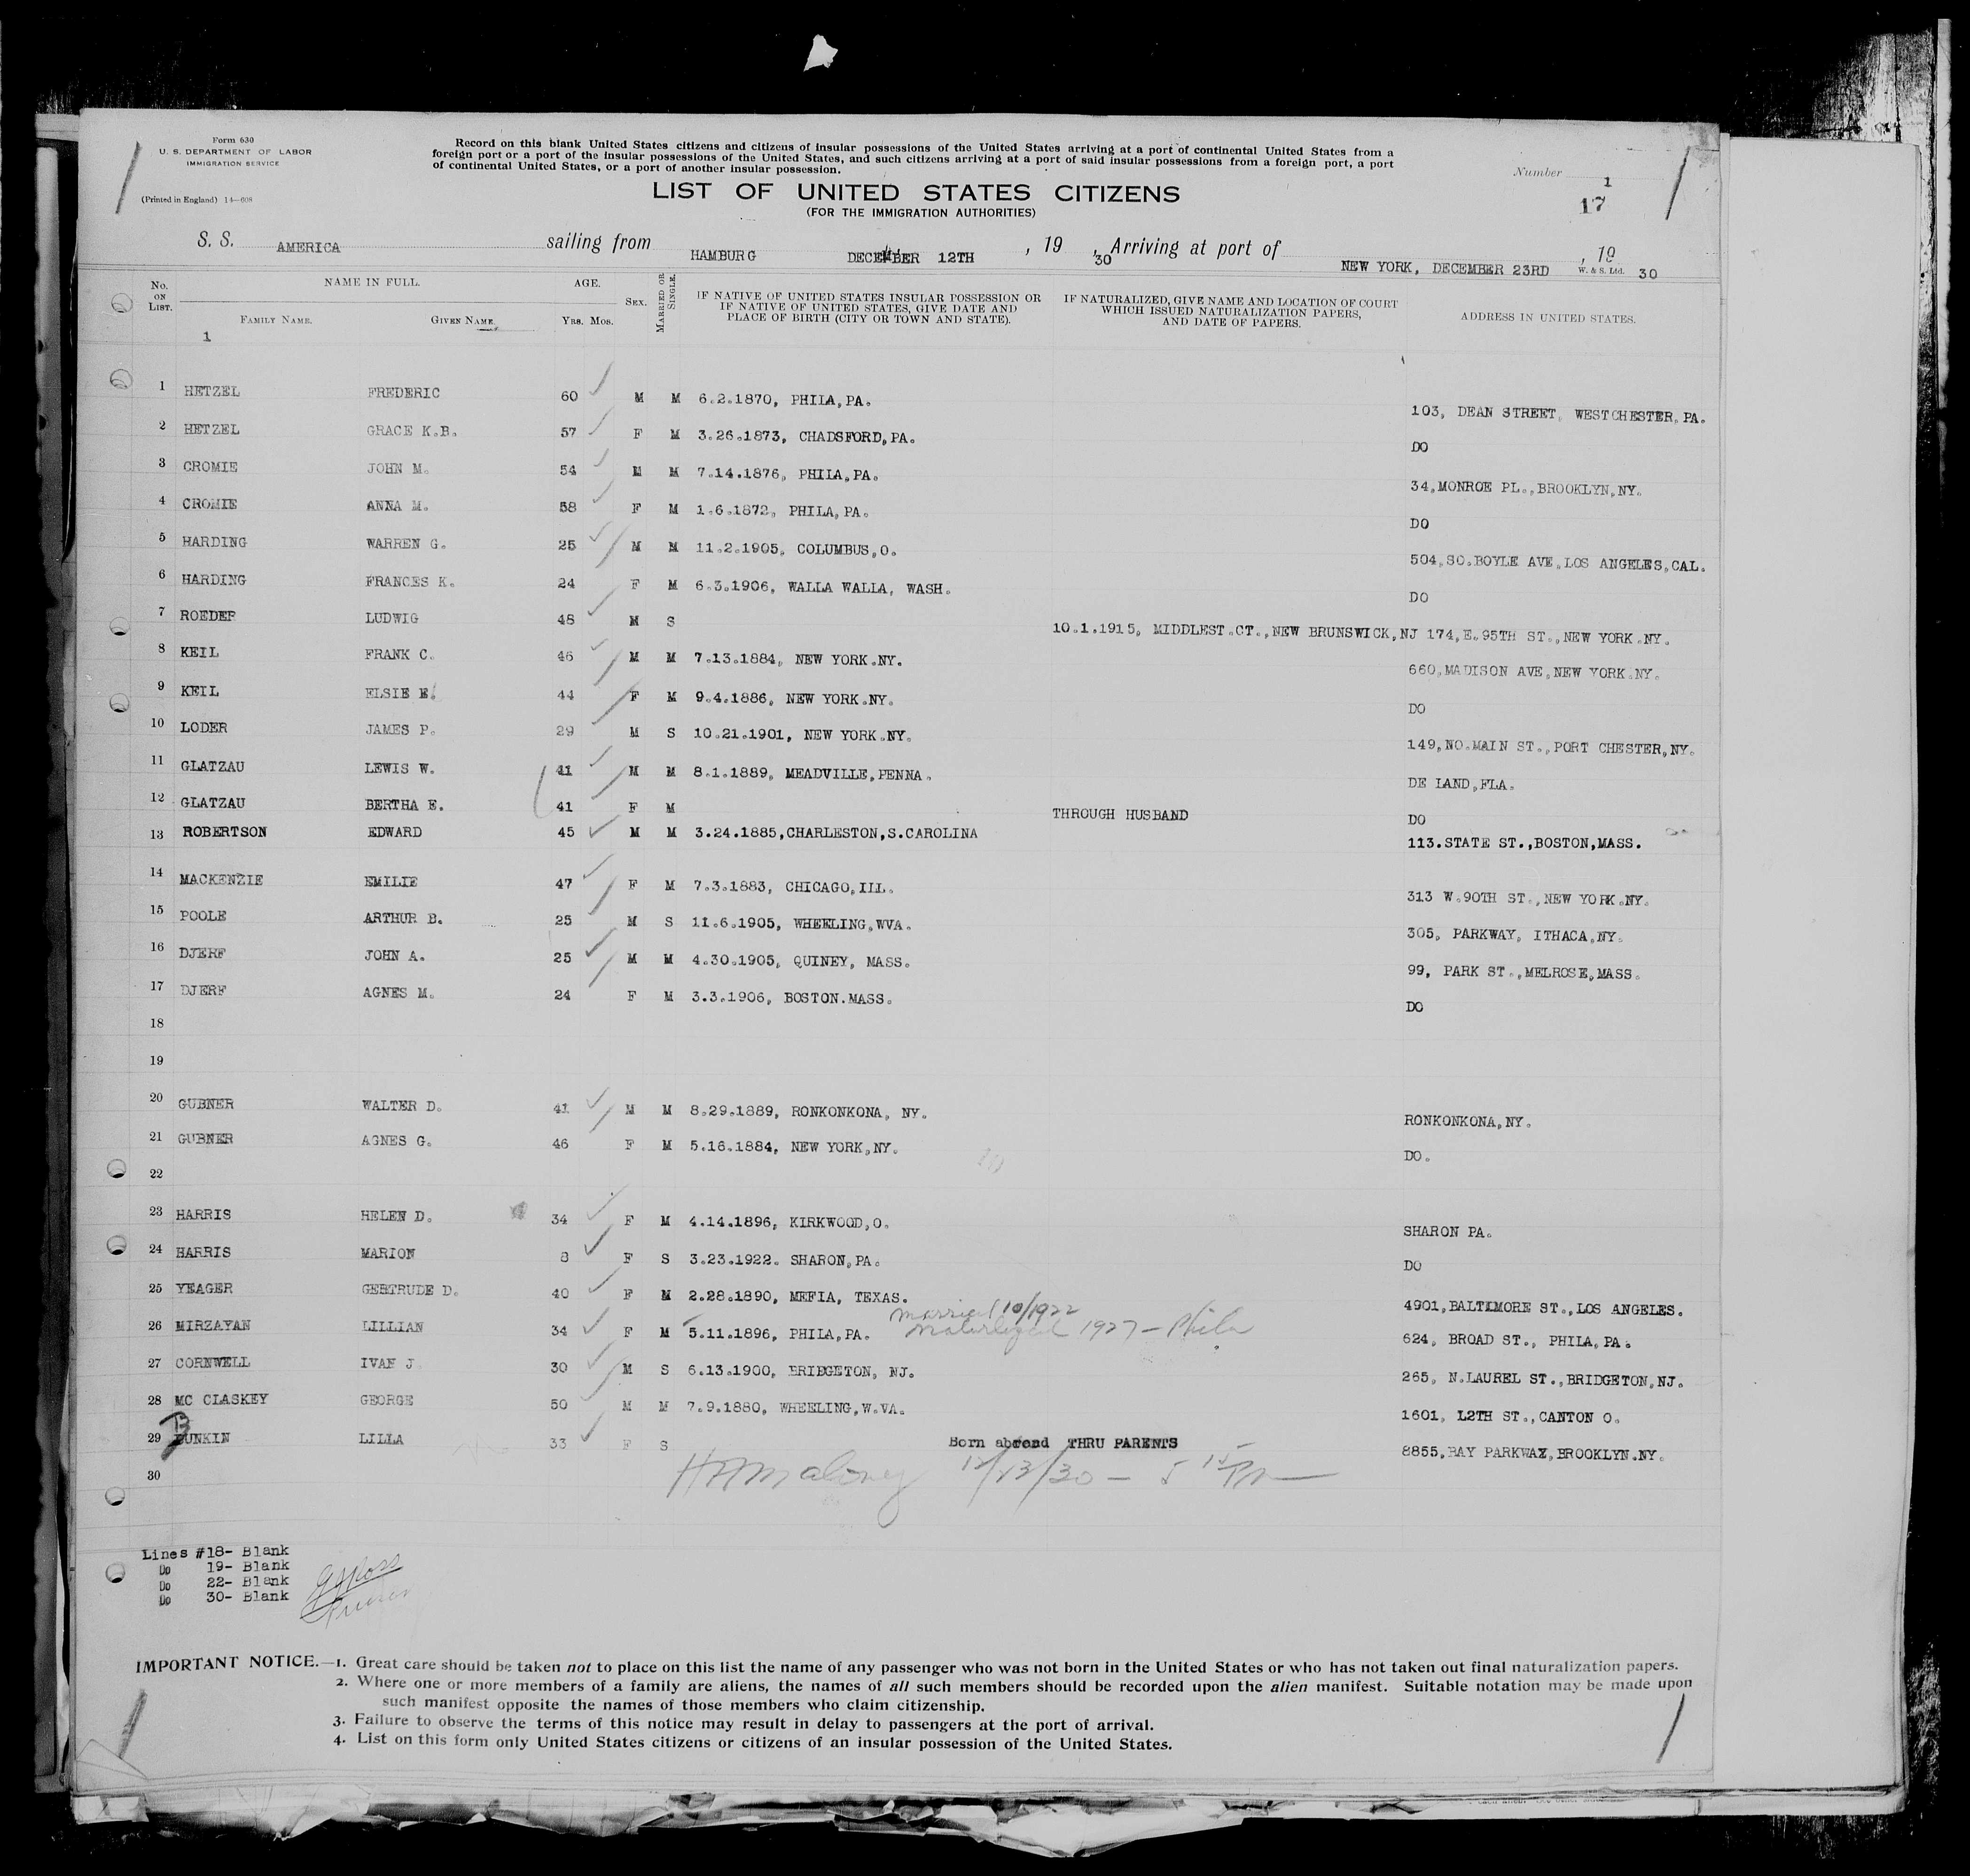 Form 630
U. S. DEPARTMENT OF LABOR
IMMIGRATION SERVICE
(Printed in England) 14—608
Record on this blank United States citizens and citizens of insular possessions of the United States arriving at a port of continental United States from a
foreign port or a port of the insular possessions of the United States, and such citizens arriving at a port of said insular possessions from a foreign port, a port
of continental United States, or a port of another insular possession.
LIST OF UNITED STATES CITIZENS
(FOR THE IMMIGRATION AUTHORITIES)
Number 1
17
S. S. AMERICA sailing from HAMBURG DECEMBER 12TH , 19 30 , Arriving at port of NEW YORK, DECEMBER 23RD , 19 30
W. & S. Ltd.
No. ON LIST. NAME IN FULL. AGE. SEX. MARRIED OR SINGLE. IF NATIVE OF UNITED STATES INSULAR POSSESSION OR IF NATIVE OF UNITED STATES, GIVE DATE AND PLACE OF BIRTH (CITY OR TOWN AND STATE). IF NATURALIZED, GIVE NAME AND LOCATION OF COURT WHICH ISSUED NATURALIZATION PAPERS, AND DATE OF PAPERS. ADDRESS IN UNITED STATES.
FAMILY NAME. GIVEN NAME. Yrs. Mos.
1
1 HETZEL FREDERIC 60 M M 6.2.1870, PHILA,PA. 103, DEAN STREET, WESTCHESTER,PA.
2 HETZEL GRACE K.B. 57 F M 3.26.1873, CHADSFORD,PA. DO
3 CROMIE JOHN M. 54 M M 7.14.1876, PHILA,PA. 34,MONROE PL.,BROOKLYN,NY.
4 CROMIE ANNA M. 58 F M 1.6.1872, PHILA,PA. DO
5 HARDING WARREN G. 25 M M 11.2.1905, COLUMBUS,O. 504,SO.BOYLE AVE.LOS ANGELES,CAL.
6 HARDING FRANCES K. 24 F M 6.3.1906, WALLA WALLA, WASH. DO
7 ROEDER LUDWIG 48 M S 10.1.1915, MIDDLEST.CT.,NEW BRUNSWICK,NJ 174,E.95TH ST.,NEW YORK.NY.
8 KEIL FRANK C. 46 M M 7.13.1884, NEW YORK.NY. 660,MADISON AVE,NEW YORK.NY.
9 KEIL ELSIE E. 44 F M 9.4.1886, NEW YORK.NY. DO
10 LODER JAMES P. 29 M S 10.21.1901, NEW YORK.NY. 149,NO.MAIN ST.,PORT CHESTER,NY.
11 GLATZAU LEWIS W. 41 M M 8.1.1889, MEADVILLE,PENNA. DE LAND,FLA.
12 GLATZAU BERTHA E. 41 F M THROUGH HUSBAND DO
13 ROBERTSON EDWARD 45 M M 3.24.1885,CHARLESTON,S.CAROLINA 113.STATE ST.,BOSTON,MASS.
14 MACKENZIE EMILIE 47 F M 7.3.1883, CHICAGO,ILL. 313 W.90TH ST.,NEW YORK.NY.
15 POOLE ARTHUR B. 25 M S 11.6.1905, WHEELING,WVA. 305, PARKWAY, ITHACA,NY.
16 DJERF JOHN A. 25 M M 4.30.1905, QUINEY, MASS. 99, PARK ST.,MELROSE,MASS.
17 DJERF AGNES M. 24 F M 3.3.1906, BOSTON.MASS. DO
18
19
20 GUBNER WALTER D. 41 M M 8.29.1889, RONKONKONA, NY. RONKONKONA,NY.
21 GUBNER AGNES G. 46 F M 5.16.1884, NEW YORK,NY. DO.
22
23 HARRIS HELEN D. 34 F M 4.14.1896, KIRKWOOD,O. SHARON PA.
24 HARRIS MARION 8 F S 3.23.1922. SHARON,PA. DO
25 YEAGER GERTRUDE D. 40 F M 2.28.1890, MEFIA, TEXAS. 4901,BALTIMORE ST.,LOS ANGELES.
married 10/1922
26 MIRZAYAN LILLIAN 34 F M 5.11.1896, PHILA,PA. Naturlized 1927 — Phila 624, BROAD ST., PHILA,PA.
27 CORNWELL IVAN J 30 M S 6.13.1900, BRIDGETON, NJ. 265, N.LAUREL ST.,BRIDGETON,NJ.
28 MC CLASKEY GEORGE 50 M M 7.9.1880, WHEELING,W.VA. 1601, L2TH ST.,CANTON O.
29 BUNKIN LILLA 33 F S Born abroad THRU PARENTS 8855,BAY PARKWAZ,BROOKLYN.NY.
30
Maloney 12/23/30 — 5 15 Pm
Lines #18- Blank
Do 19- Blank
Do 22- Blank
Do 30- Blank
IMPORTANT NOTICE.—1. Great care should be taken not to place on this list the name of any passenger who was not born in the United States or who has not taken out final naturalization papers.
2. Where one or more members of a family are aliens, the names of all such members should be recorded upon the alien manifest. Suitable notation may be made upon
such manifest opposite the names of those members who claim citizenship.
3. Failure to observe the terms of this notice may result in delay to passengers at the port of arrival.
4. List on this form only United States citizens or citizens of an insular possession of the United States.